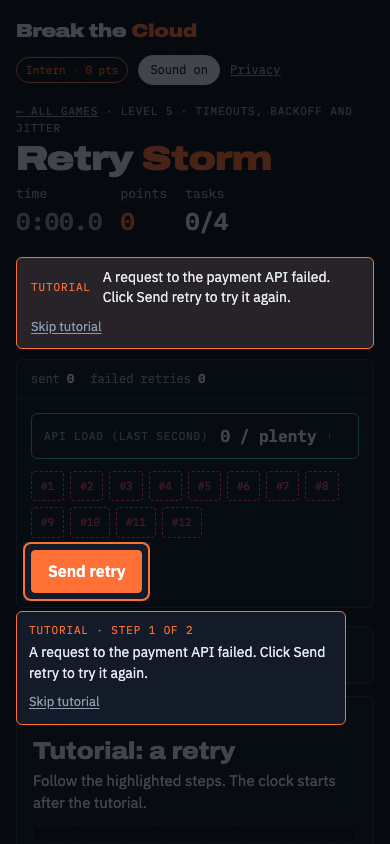 Break the Cloud
Intern · 0 pts
Sound on
Privacy
← ALL GAMES · LEVEL 5 · TIMEOUTS, BACKOFF AND
JITTER
Retry Storm
time points tasks
0:00.0 0 0/4
TUTORIAL
A request to the payment API failed.
Click Send retry to try it again.
Skip tutorial
sent 0 failed retries 0
API LOAD (LAST SECOND) 0 / plenty
#1 #2 #3 #4 #5 #6 #7 #8
#9 #10 #11 #12
Send retry
TUTORIAL · STEP 1 OF 2
A request to the payment API failed. Click Send
retry to try it again.
Skip tutorial
Tutorial: a retry
Follow the highlighted steps. The clock starts
after the tutorial.